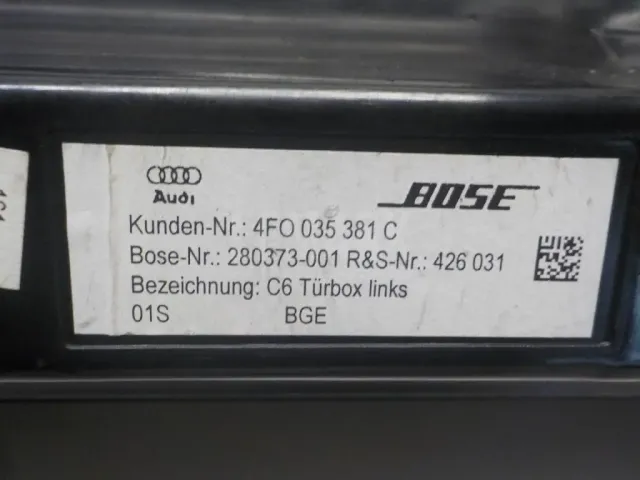 Audi
BOSE
Kunden-Nr.: 4FO 035 381 C
Bose-Nr.: 280373-001 R&S-Nr.: 426 031
Bezeichnung: C6 Türbox links
01S BGE